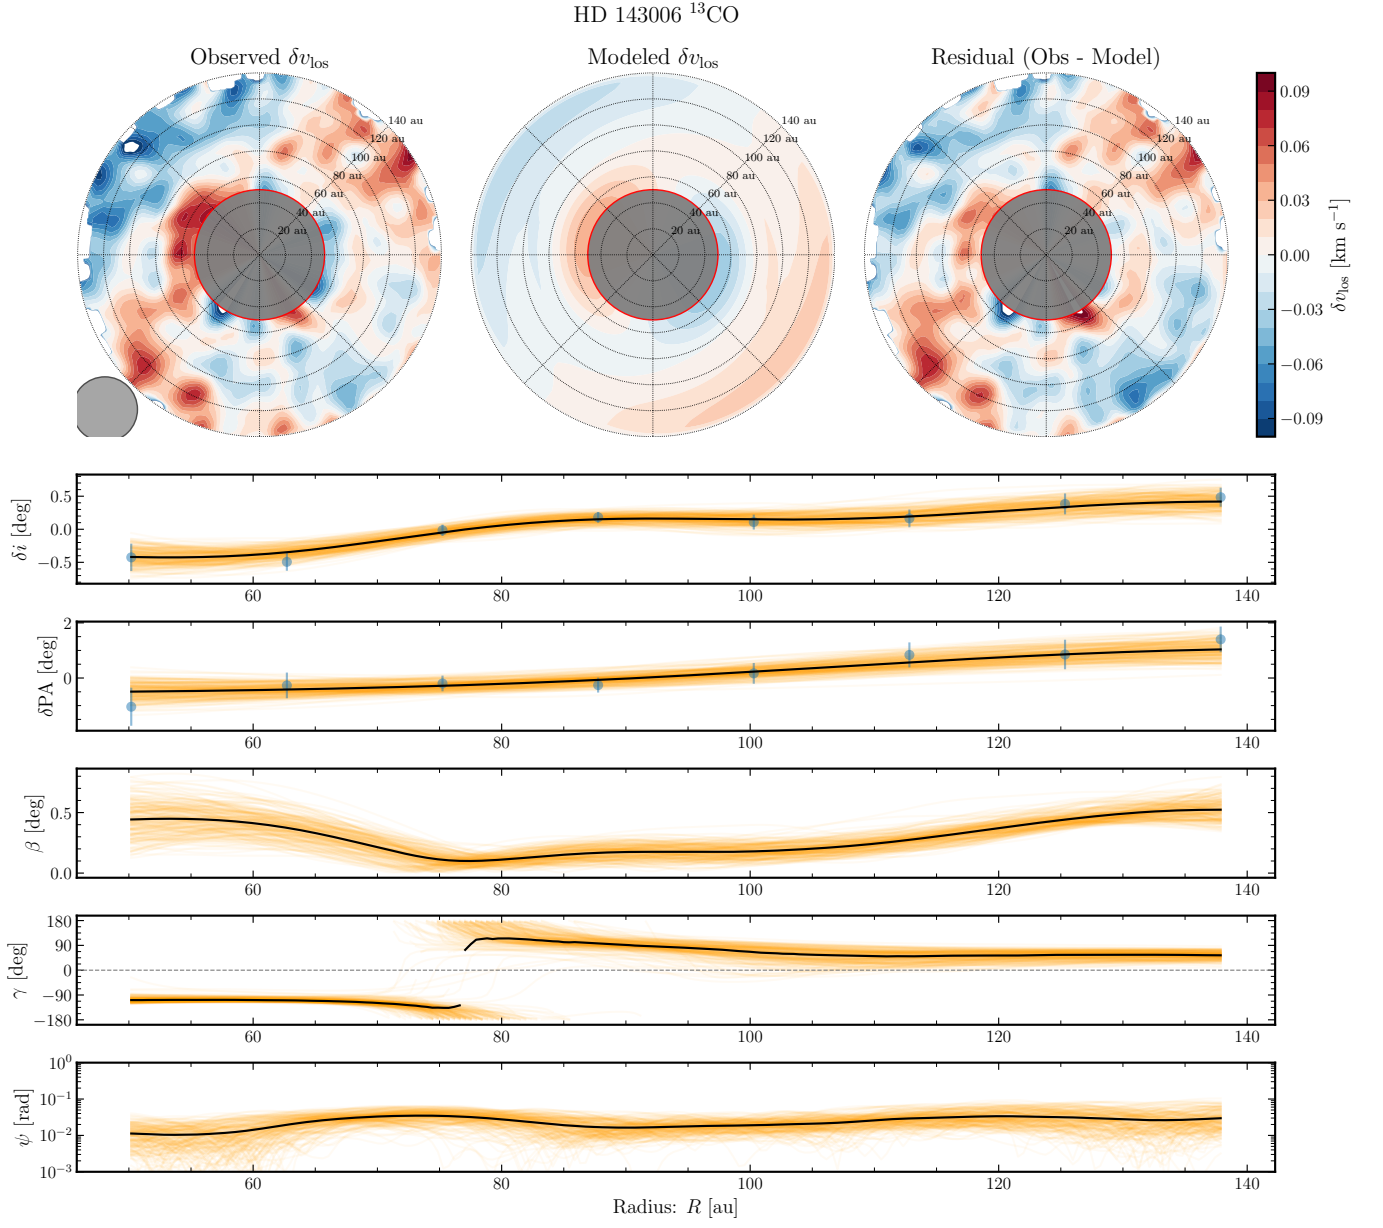 HD 143006 ¹³CO
Observed δv_los
Modeled δv_los
Residual (Obs - Model)
140 au
120 au
100 au
80 au
60 au
40 au
20 au
140 au
120 au
100 au
80 au
60 au
40 au
20 au
140 au
120 au
100 au
80 au
60 au
40 au
20 au
0.09
0.06
0.03
0.00
−0.03
−0.06
−0.09
δv_los [km s⁻¹]
δi [deg]
0.5
0.0
−0.5
60 80 100 120 140
δPA [deg]
2
0
60 80 100 120 140
β [deg]
0.5
0.0
60 80 100 120 140
γ [deg]
180
90
0
−90
−180
60 80 100 120 140
ψ [rad]
10⁰
10⁻¹
10⁻²
10⁻³
60 80 100 120 140
Radius: R [au]